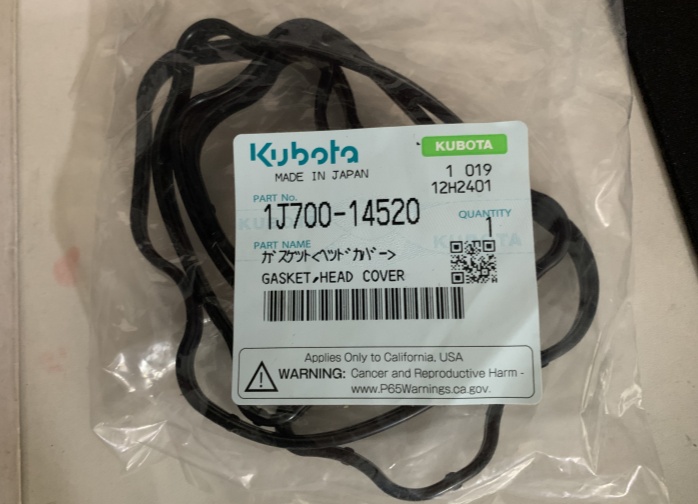 Kubota
KUBOTA
MADE IN JAPAN
1 019
12H2401
PART No.
1J700-14520
QUANTITY
1
KUBOTA
KUBOTA
PART NAME
ガスケット<ヘッドカバー>
GASKET,HEAD COVER
Applies Only to California, USA
WARNING: Cancer and Reproductive Harm -
www.P65Warnings.ca.gov.